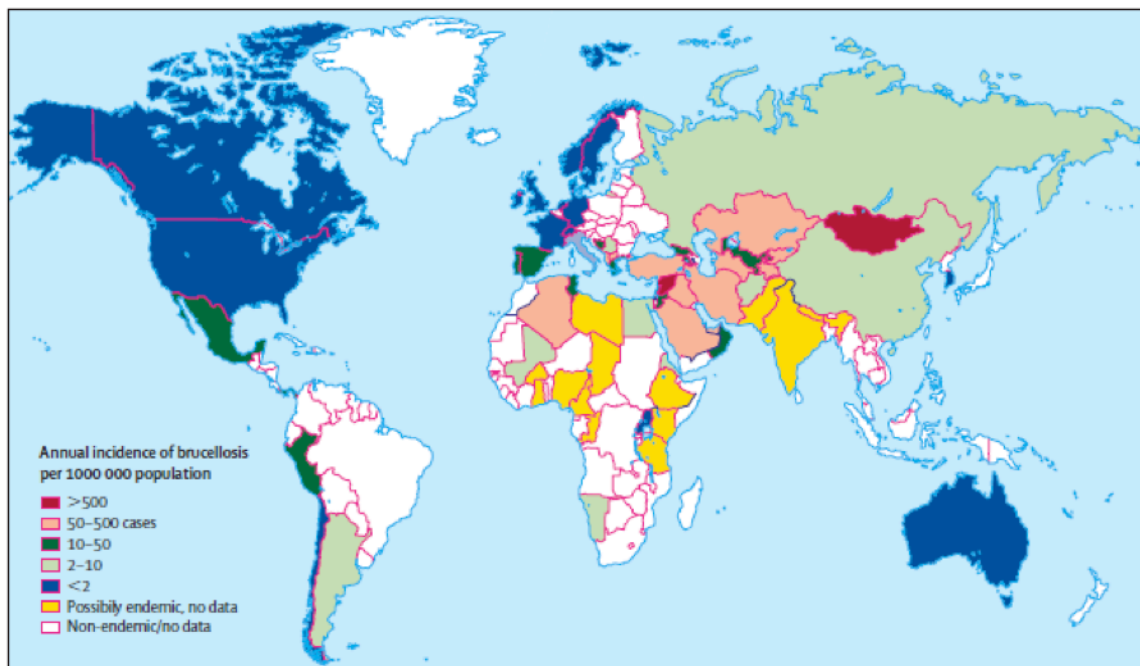 Annual incidence of brucellosis
per 1000 000 population
>500
50–500 cases
10–50
2–10
<2
Possibily endemic, no data
Non-endemic/no data